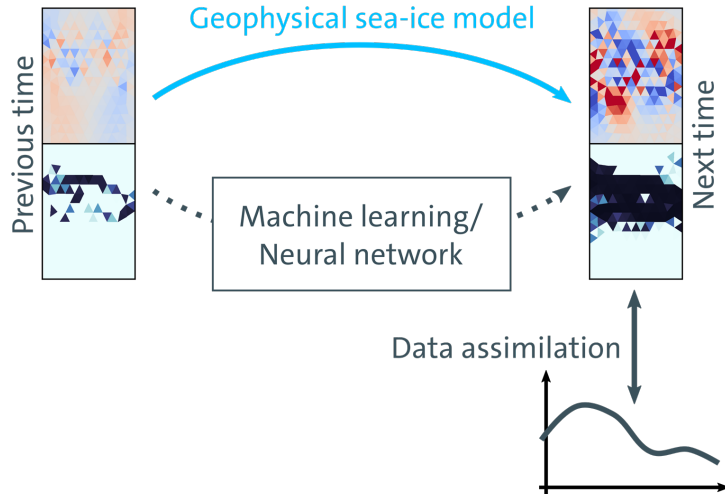 Geophysical sea-ice model
Previous time
Next time
Machine learning/
Neural network
Data assimilation